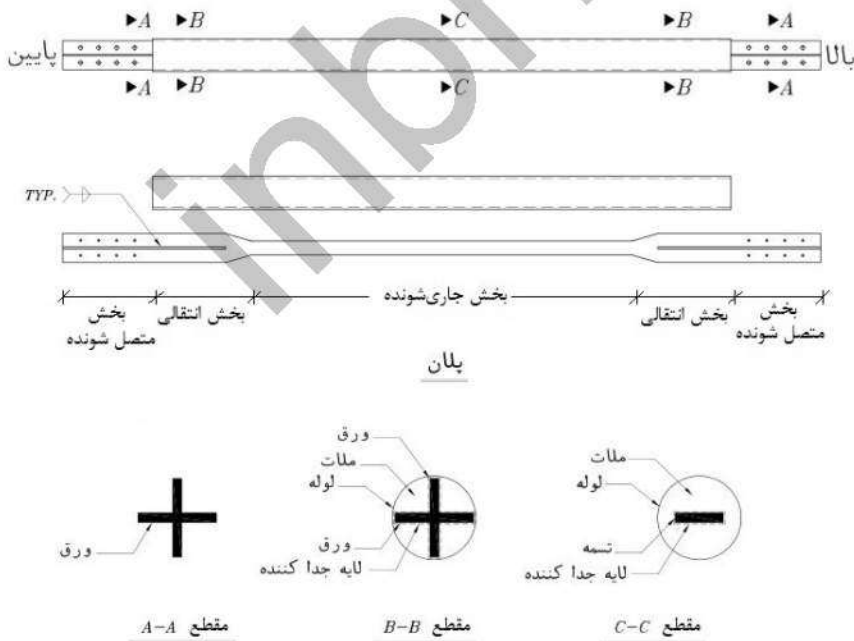 A B C B A
پایین
بالا
A B C B A
TYP.
بخش متصل شونده
بخش انتقالی
بخش جاری‌شونده
بخش انتقالی
بخش متصل شونده
پلان
ورق
ورق
ملات
لوله
ورق
لایه جدا کننده
ملات
لوله
تسمه
لایه جدا کننده
مقطع A-A
مقطع B-B
مقطع C-C
inb